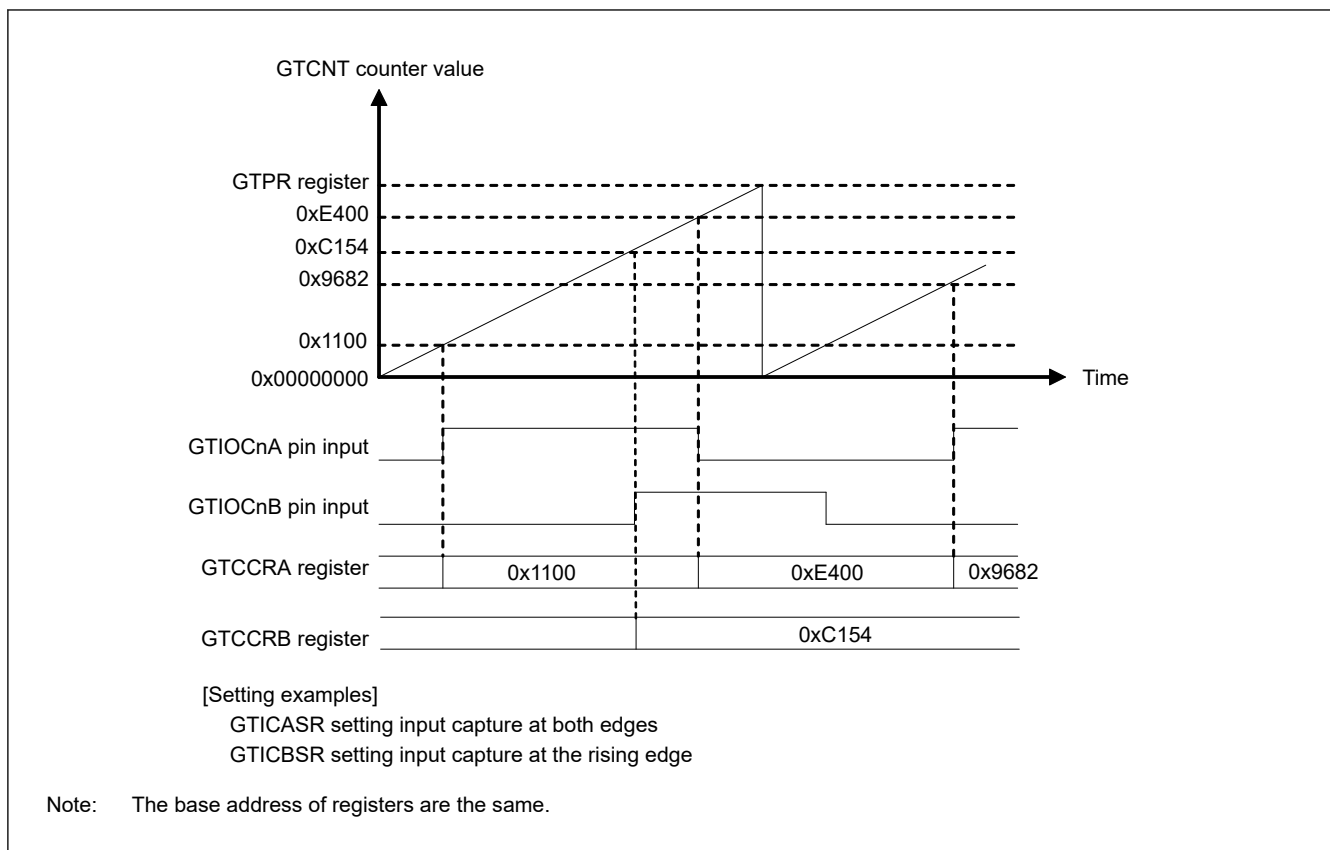 GTCNT counter value
GTPR register
0xE400
0xC154
0x9682
0x1100
0x00000000
Time
GTIOCnA pin input
GTIOCnB pin input
GTCCRA register
0x1100
0xE400
0x9682
GTCCRB register
0xC154
[Setting examples]
GTICASR setting input capture at both edges
GTICBSR setting input capture at the rising edge
Note: The base address of registers are the same.